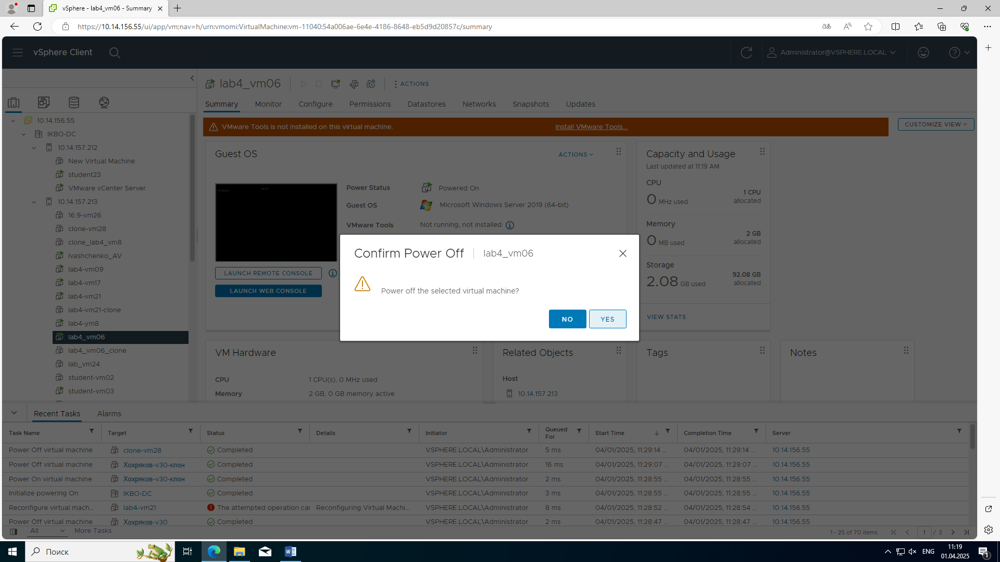 vSphere - lab4_vm06 - Summary
https://10.14.156.55/ui/app/vm;nav=h/urn:vmomi:VirtualMachine:vm-11040:54a006ae-6e4e-4186-8648-eb5d9d20857c/summary
vSphere Client
Administrator@VSPHERE.LOCAL
lab4_vm06
ACTIONS
Summary Monitor Configure Permissions Datastores Networks Snapshots Updates
VMware Tools is not installed on this virtual machine.
Install VMware Tools...
CUSTOMIZE VIEW
10.14.156.55
IKBO-DC
10.14.157.212
New Virtual Machine
student23
VMware vCenter Server
10.14.157.213
16:9-vm26
clone-vm28
clone_lab4_vm8
Ivashchenko_AV
lab4-vm09
lab4-vm17
lab4-vm21
lab4-vm21-clone
lab4-ym8
lab4_vm06
lab4_vm06_clone
lab_vm24
student-vm02
student-vm03
Guest OS
ACTIONS
Power Status Powered On
Guest OS Microsoft Windows Server 2019 (64-bit)
VMware Tools Not running, not installed
LAUNCH REMOTE CONSOLE
LAUNCH WEB CONSOLE
Capacity and Usage
Last updated at 11:19 AM
CPU
0 MHz used
1 CPU
allocated
Memory
0 MB used
2 GB
allocated
Storage
2.08 GB used
92.08 GB
allocated
VIEW STATS
Confirm Power Off
lab4_vm06
Power off the selected virtual machine?
NO
YES
VM Hardware
CPU 1 CPU(s), 0 MHz used
Memory 2 GB, 0 GB memory active
Related Objects
Host
10.14.157.213
Tags
Notes
Recent Tasks Alarms
Task Name Target Status Details Initiator Queued For Start Time Completion Time Server
Power Off virtual machine clone-vm28 Completed VSPHERE.LOCAL\Administrator 5 ms 04/01/2025, 11:29:14 ... 04/01/2025, 11:29:14 ... 10.14.156.55
Power Off virtual machine Хохряков-v30-клон Completed VSPHERE.LOCAL\Administrator 16 ms 04/01/2025, 11:29:07 ... 04/01/2025, 11:29:07 ... 10.14.156.55
Power On virtual machine Хохряков-v30-клон Completed VSPHERE.LOCAL\Administrator 2 ms 04/01/2025, 11:28:55 ... 04/01/2025, 11:28:55 ... 10.14.156.55
Initialize powering On IKBO-DC Completed VSPHERE.LOCAL\Administrator 3 ms 04/01/2025, 11:28:55 ... 04/01/2025, 11:28:55 ... 10.14.156.55
Reconfigure virtual mach... lab4-vm21 The attempted operation can Reconfiguring Virtual Machi... VSPHERE.LOCAL\Administrator 8 ms 04/01/2025, 11:28:52 ... 04/01/2025, 11:28:54 ... 10.14.156.55
Power Off virtual machine Хохряков-v30 Completed VSPHERE.LOCAL\Administrator 2 ms 04/01/2025, 11:28:47 ... 04/01/2025, 11:28:47 ... 10.14.156.55
All More Tasks
1 - 25 of 70 items
1 / 3
Поиск
ENG
11:19
01.04.2025
1